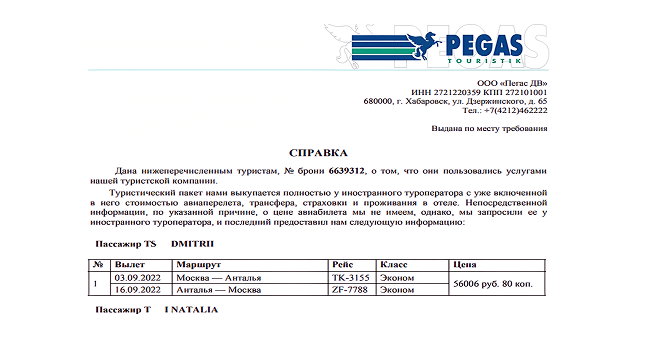 PEGAS
TOURISTIK
ООО «Пегас ДВ»
ИНН 2721220359 КПП 272101001
680000, г. Хабаровск, ул. Дзержинского, д. 65
Тел.: +7(4212)462222
Выдана по месту требования
СПРАВКА
Дана нижеперечисленным туристам, № брони 6639312, о том, что они пользовались услугами
нашей туристской компании.
Туристический пакет нами выкупается полностью у иностранного туроператора с уже включенной
в него стоимостью авиаперелета, трансфера, страховки и проживания в отеле. Непосредственной
информации, по указанной причине, о цене авиабилета мы не имеем, однако, мы запросили ее у
иностранного туроператора, и последний предоставил нам следующую информацию:
Пассажир TS DMITRII
№ Вылет Маршрут Рейс Класс Цена
1 03.09.2022 Москва — Анталья TK-3155 Эконом 56006 руб. 80 коп.
16.09.2022 Анталья — Москва ZF-7788 Эконом
Пассажир T I NATALIA